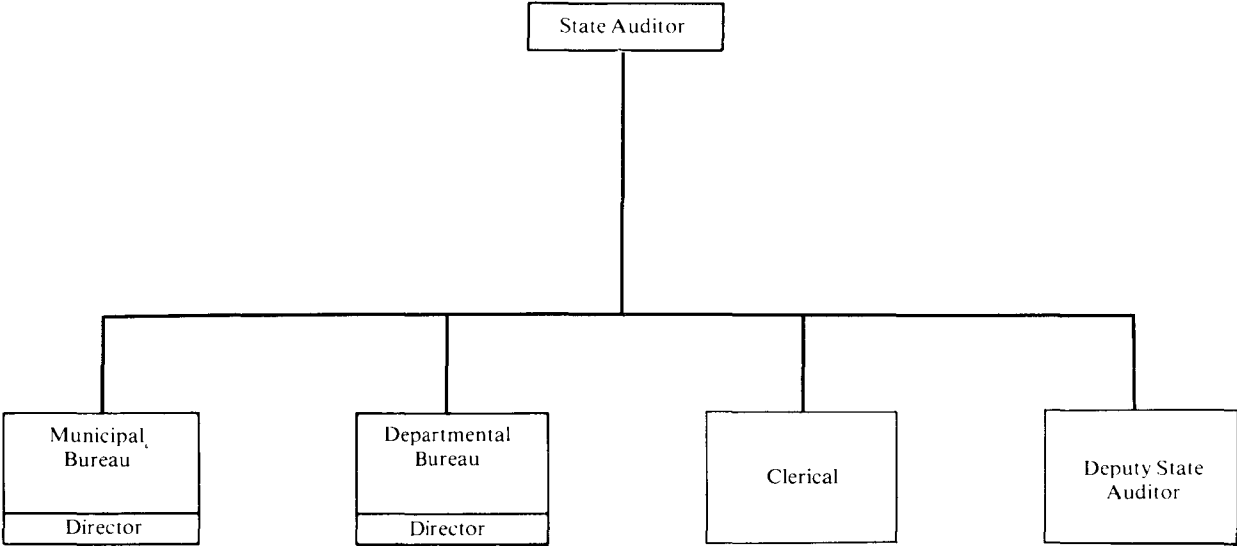 State Auditor
Municipal
Bureau
Director
Departmental
Bureau
Director
Clerical
Deputy State
Auditor